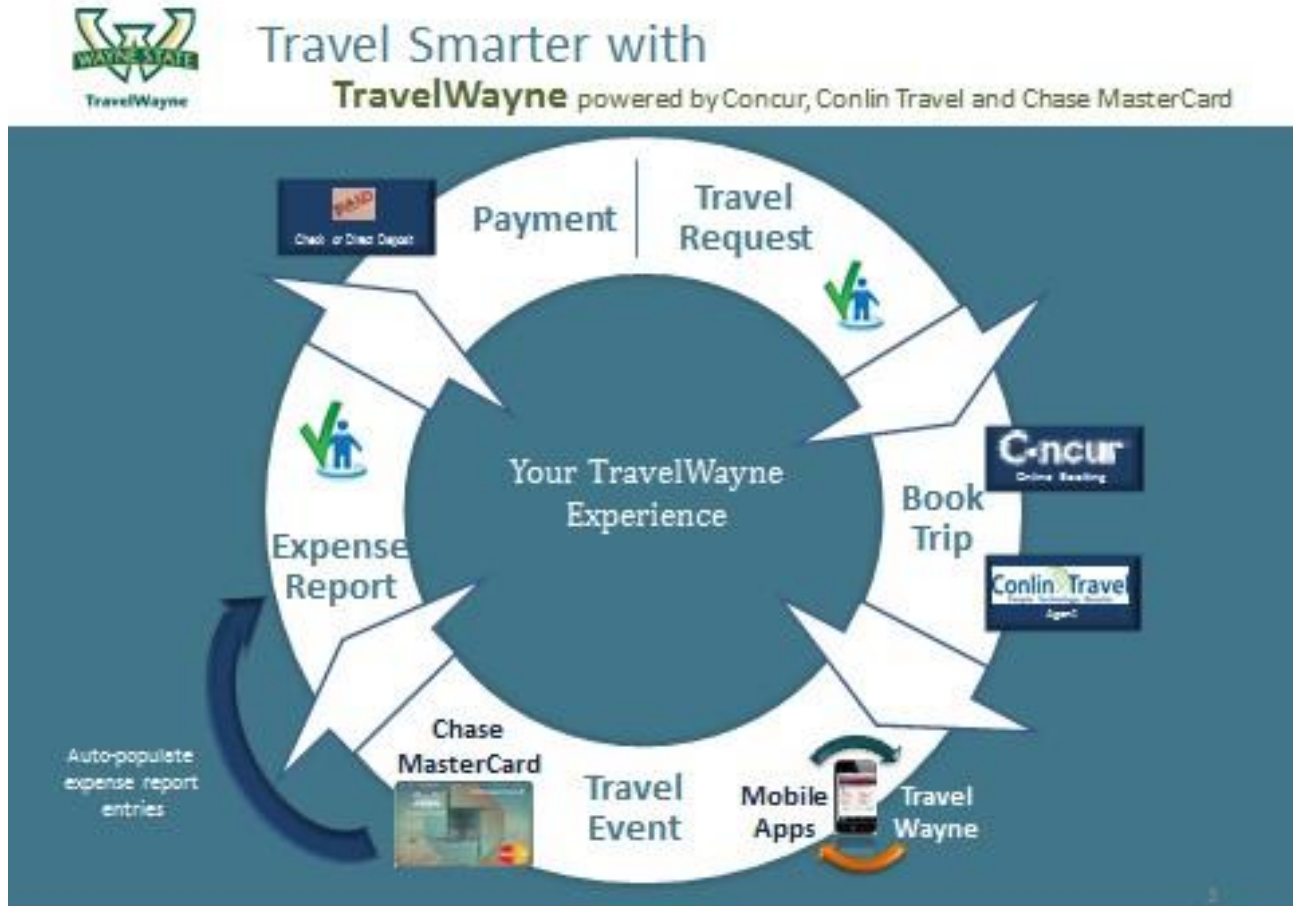 WAYNE STATE
TravelWayne
Travel Smarter with
TravelWayne powered by Concur, Conlin Travel and Chase MasterCard
PAID
Check or Direct Deposit
Payment
Travel
Request
Concur
Online Booking
Book
Trip
Conlin Travel
Agent
Your TravelWayne
Experience
Expense
Report
Auto-populate
expense report
entries
Chase
MasterCard
Travel
Event
Mobile
Apps
Travel
Wayne